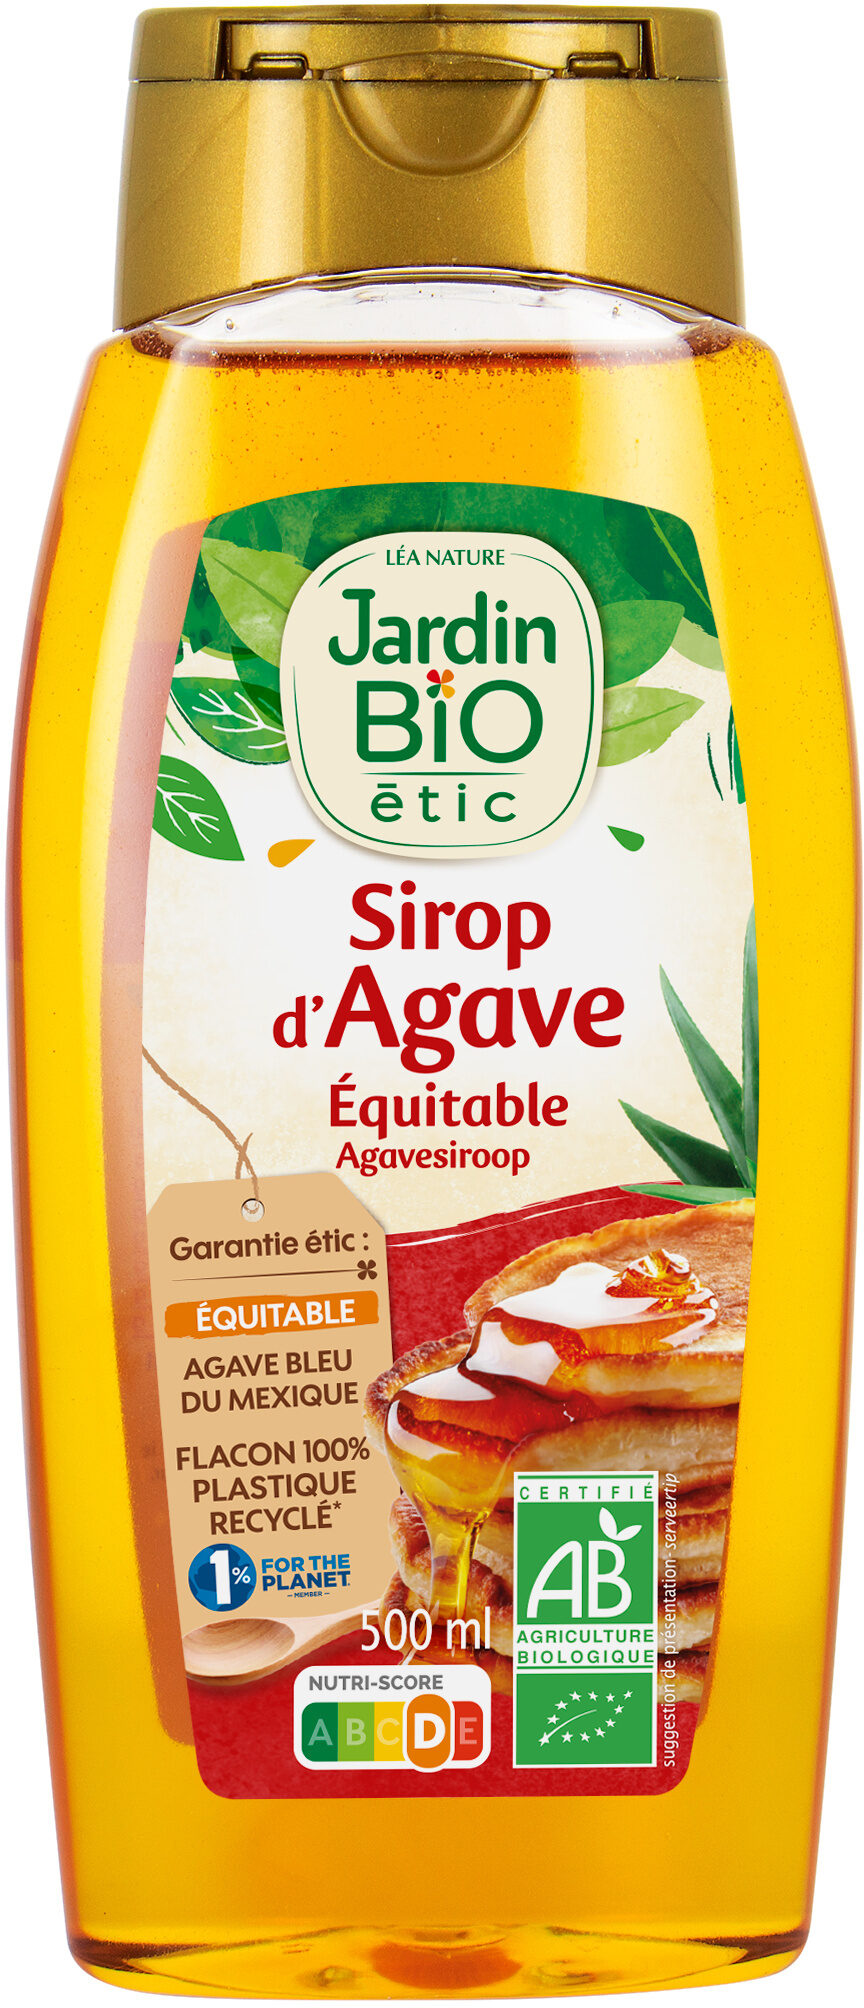 LÉA NATURE
Jardin
BiO
étic
Sirop
d'Agave
Équitable
Agavesiroop
Garantie étic :
ÉQUITABLE
AGAVE BLEU
DU MEXIQUE
FLACON 100%
PLASTIQUE
RECYCLÉ*
1%
FOR THE
PLANET
MEMBER
500 ml
NUTRI-SCORE
A B C D E
CERTIFIÉ
AB
AGRICULTURE
BIOLOGIQUE
suggestion de présentation- serveertip